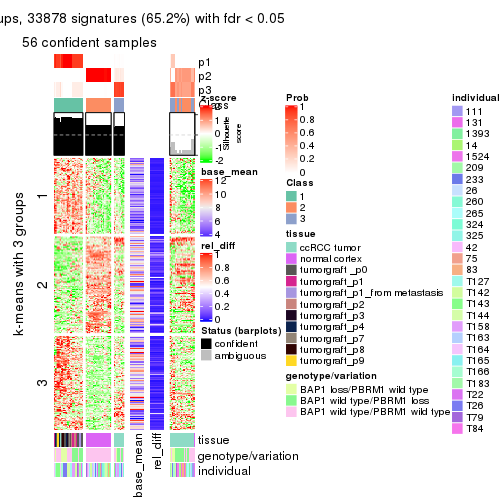 ups, 33878 signatures (65.2%) with fdr < 0.05
56 confident samples
p1
p2
p3
Class
Silhouette
score
k-means with 3 groups
1
2
3
base_mean
rel_diff
tissue
genotype/variation
individual
z-score
2
1
0
-1
-2
base_mean
12
10
8
6
4
rel_diff
1
0.8
0.6
0.4
0.2
0
Status (barplots)
confident
ambiguous
Prob
1
0.8
0.6
0.4
0.2
0
Class
1
2
3
tissue
ccRCC tumor
normal cortex
tumorgraft _p0
tumorgraft_p1
tumorgraft_p1_from metastasis
tumorgraft_p2
tumorgraft_p3
tumorgraft_p4
tumorgraft_p7
tumorgraft_p8
tumorgraft_p9
genotype/variation
BAP1 loss/PBRM1 wild type
BAP1 wild type/PBRM1 loss
BAP1 wild type/PBRM1 wild type
individual
111
131
1393
14
1524
209
233
26
260
265
324
325
42
75
83
T127
T142
T143
T144
T158
T163
T164
T165
T166
T183
T22
T26
T79
T84